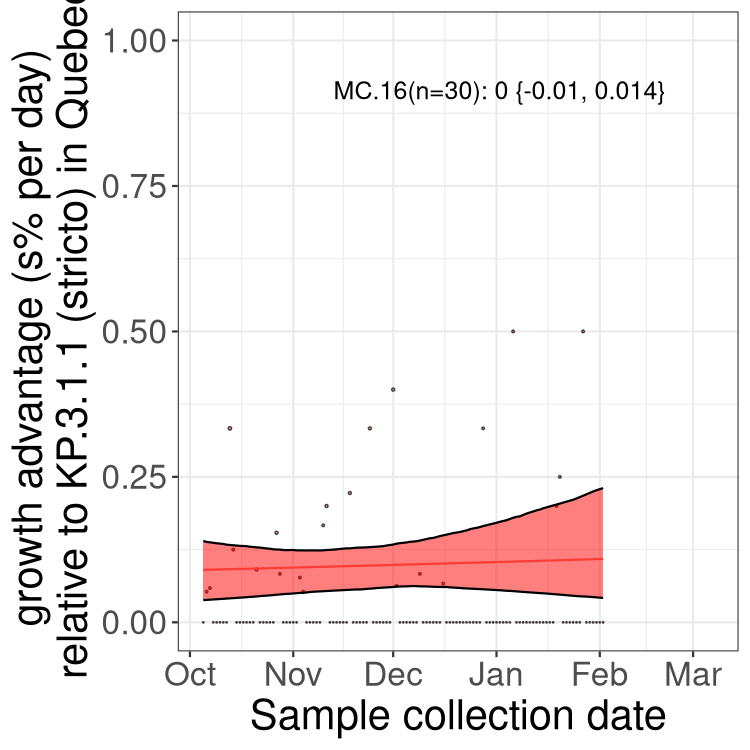 growth advantage (s% per day)
relative to KP.3.1.1 (stricto) in Quebec
1.00
0.75
0.50
0.25
0.00
MC.16(n=30): 0 {-0.01, 0.014}
Oct Nov Dec Jan Feb Mar
Sample collection date